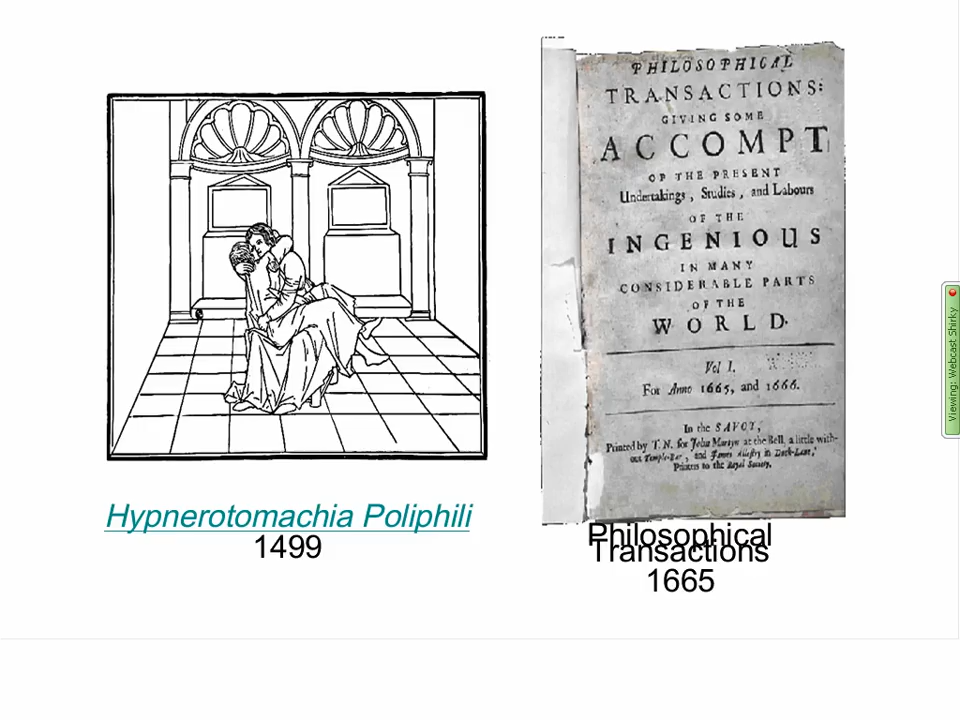 PHILOSOPHICAL
TRANSACTIONS:
GIVING SOME
ACCOMPT
OF THE PRESENT
Undertakings, Studies, and Labours
OF THE
INGENIOUS
IN MANY
CONSIDERABLE PARTS
OF THE
WORLD.
Vol I.
For Anno 1665, and 1666.
In the SAVOY,
Printed by T. N. for John Martyn at the Bell, a little with-
out Temple-Bar, and James Allestry in Duck-Lane,
Printers to the Royal Society.
Hypnerotomachia Poliphili
1499
Philosophical
Transactions
1665
Viewing: Webcast Shirky